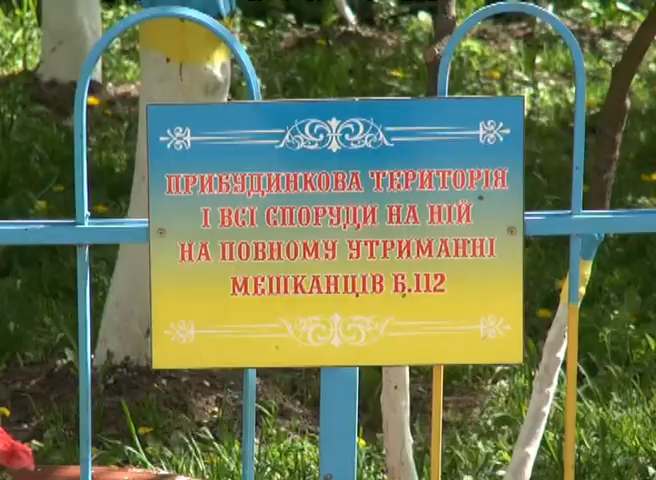 ПРИБУДИНКОВА ТЕРИТОРІЯ
І ВСІ СПОРУДИ НА НІЙ
НА ПОВНОМУ УТРИМАННІ
МЕШКАНЦІВ Б.112